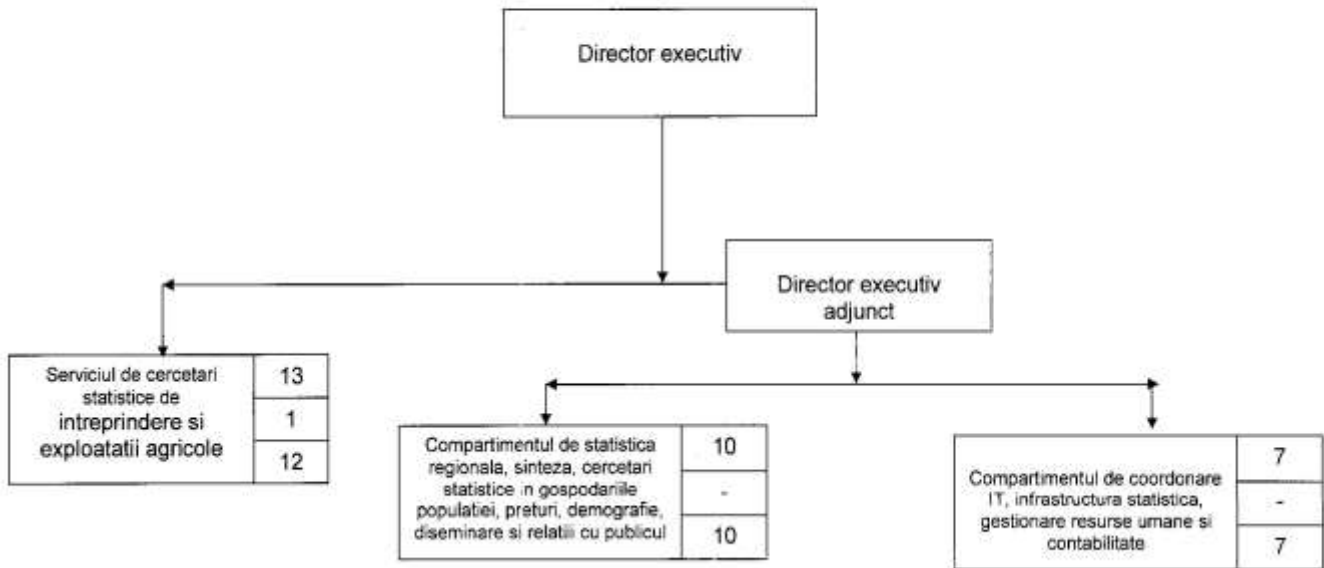 Director executiv
Director executiv
adjunct
Serviciul de cercetari
statistice de
intreprindere si
exploatatii agricole
13
1
12
Compartimentul de statistica
regionala, sinteza, cercetari
statistice in gospodariile
populatiei, preturi, demografie,
diseminare si relatiii cu publicul
10
-
10
Compartimentul de coordonare
IT, infrastructura statistica,
gestionare resurse umane si
contabilitate
7
-
7